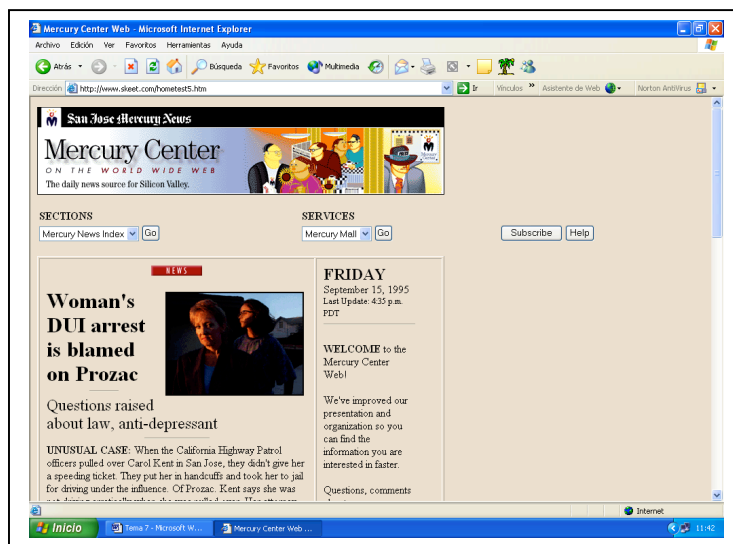 Mercury Center Web - Microsoft Internet Explorer
Archivo Edición Ver Favoritos Herramientas Ayuda
Atrás Búsqueda Favoritos Multimedia
Dirección http://www.skeet.com/hometest5.htm Ir Vínculos » Asistente de Web Norton AntiVirus
San Jose Mercury News
Mercury Center
ON THE WORLD WIDE WEB
The daily news source for Silicon Valley.
SECTIONS
Mercury News Index Go
SERVICES
Mercury Mall Go
Subscribe Help
NEWS
Woman's
DUI arrest
is blamed
on Prozac
Questions raised
about law, anti-depressant
UNUSUAL CASE: When the California Highway Patrol
officers pulled over Carol Kent in San Jose, they didn't give her
a speeding ticket. They put her in handcuffs and took her to jail
for driving under the influence. Of Prozac. Kent says she was
FRIDAY
September 15, 1995
Last Update: 4:35 p.m.
PDT
WELCOME to the
Mercury Center
Web!
We've improved our
presentation and
organization so you
can find the
information you are
interested in faster.
Questions, comments
Internet
Inicio Tema 7 - Microsoft W... Mercury Center Web ... 11:42